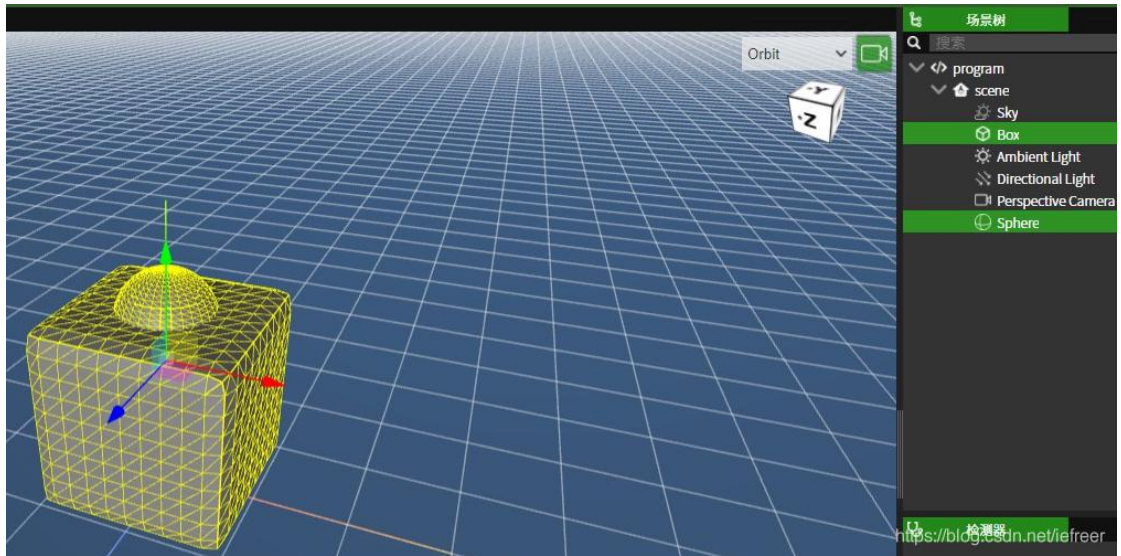 场景树
搜索
Orbit
program
scene
Sky
Box
Ambient Light
Directional Light
Perspective Camera
Sphere
-Y
Z
检测器
https://blog.csdn.net/iefreer